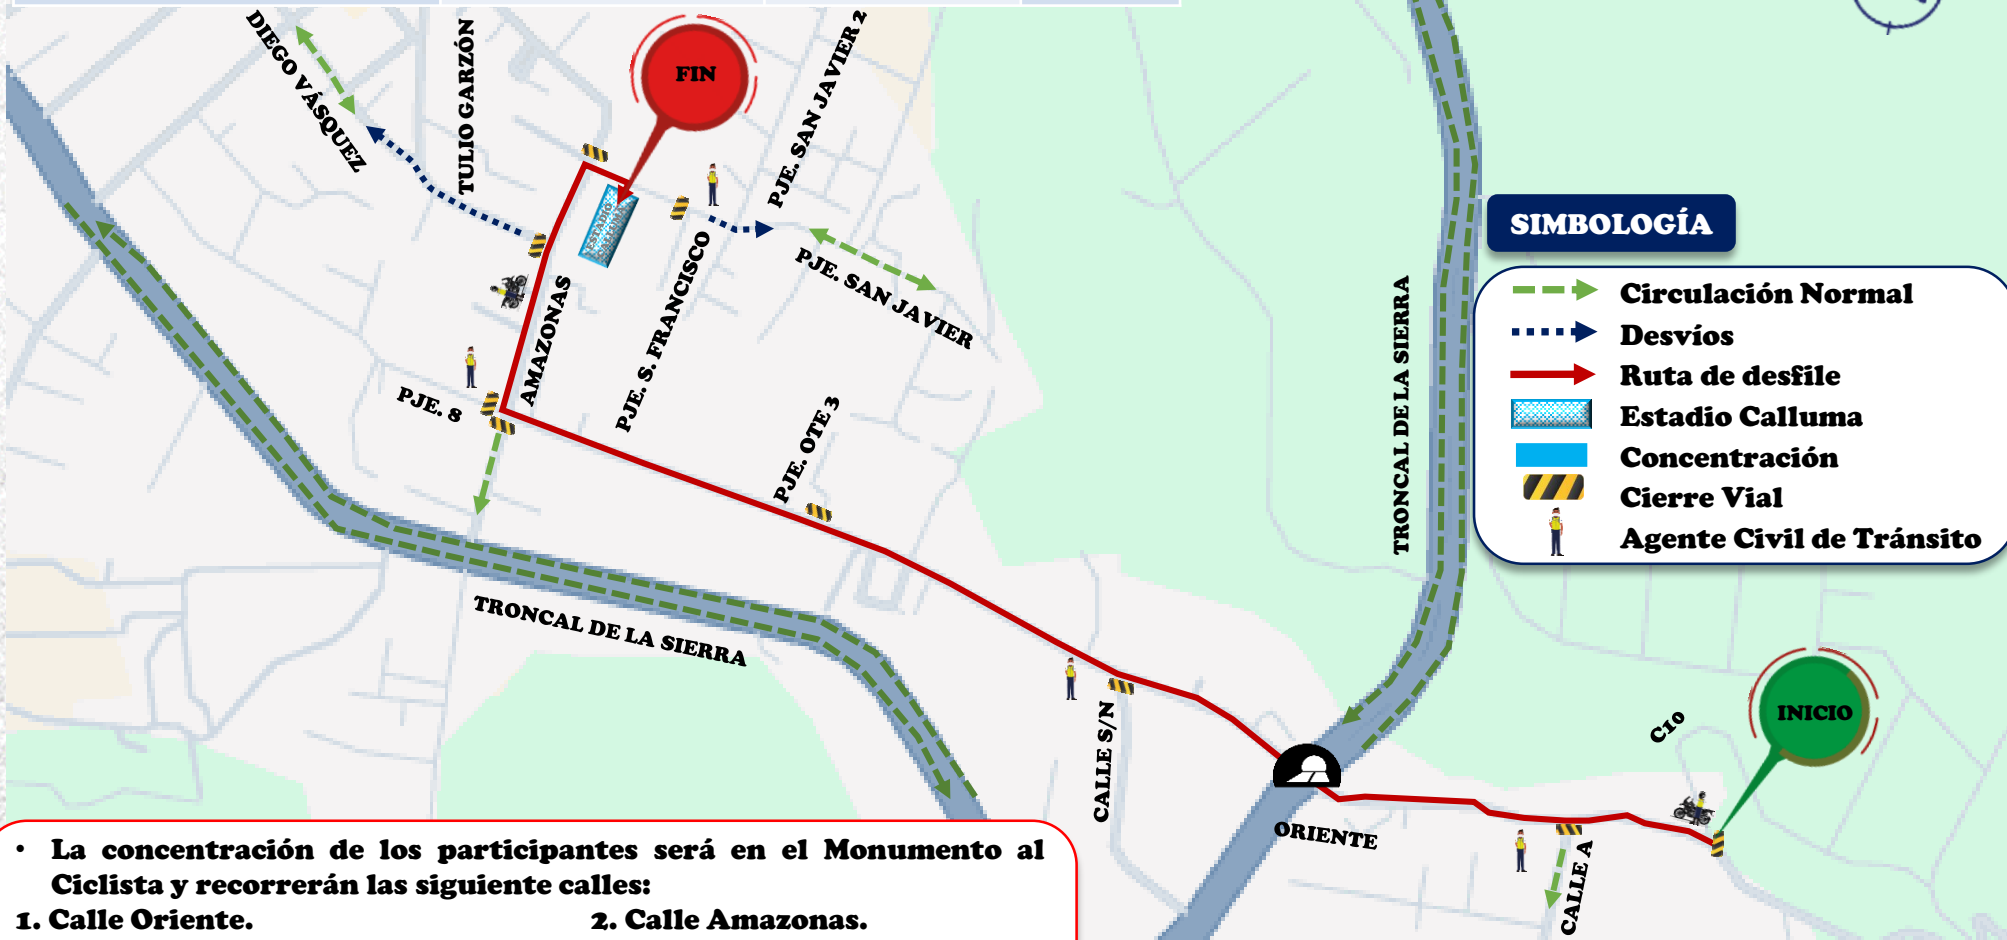 DIEGO VÁSQUEZ
TULIO GARZÓN
FIN
PJE. SAN JAVIER 2
ESTADIO
CALLUMA
PJE. S. FRANCISCO
PJE. SAN JAVIER
AMAZONAS
PJE. 8
PJE. OTE 3
TRONCAL DE LA SIERRA
TRONCAL DE LA SIERRA
SIMBOLOGÍA
Circulación Normal
Desvíos
Ruta de desfile
Estadio Calluma
Concentración
Cierre Vial
Agente Civil de Tránsito
C10
INICIO
CALLE S/N
ORIENTE
CALLE A
• La concentración de los participantes será en el Monumento al
Ciclista y recorrerán las siguiente calles:
1. Calle Oriente. 2. Calle Amazonas.